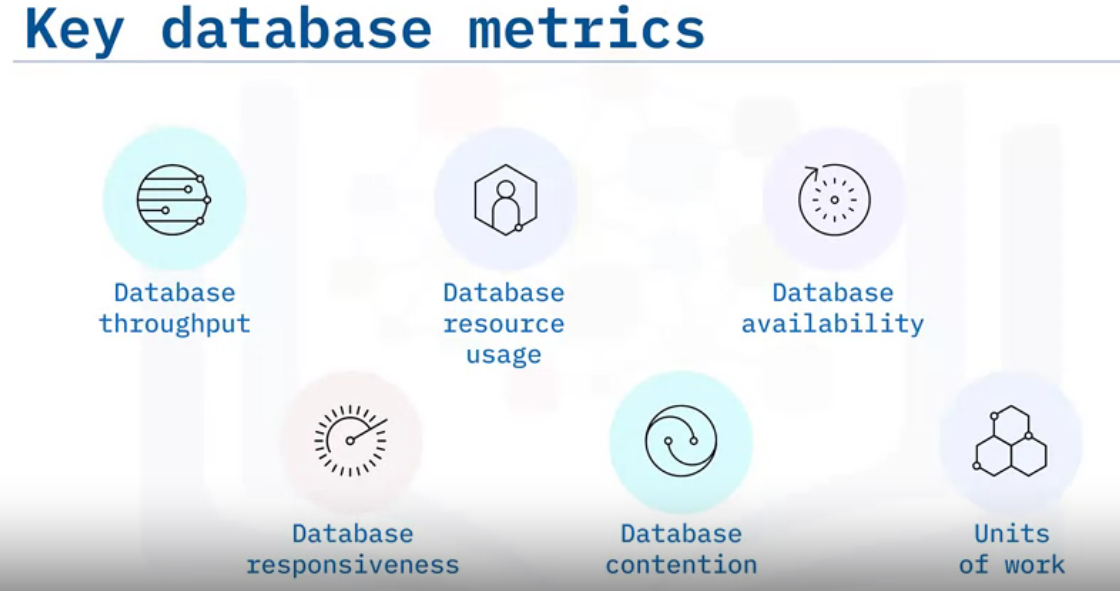 Key database metrics
Database
throughput
Database
resource
usage
Database
availability
Database
responsiveness
Database
contention
Units
of work